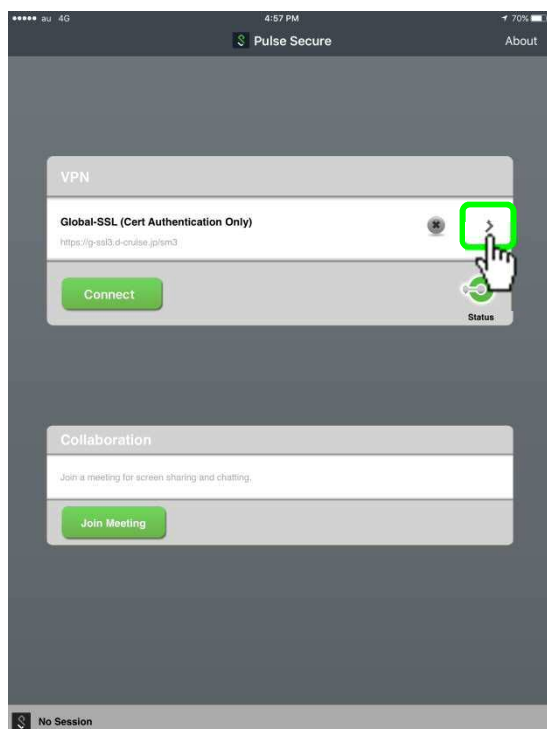 au 4G 4:57 PM 70%
Pulse Secure About
VPN
Global-SSL (Cert Authentication Only)
https://g-ssl3.d-cruise.jp/sm3
Connect
Status
Collaboration
Join a meeting for screen sharing and chatting.
Join Meeting
No Session